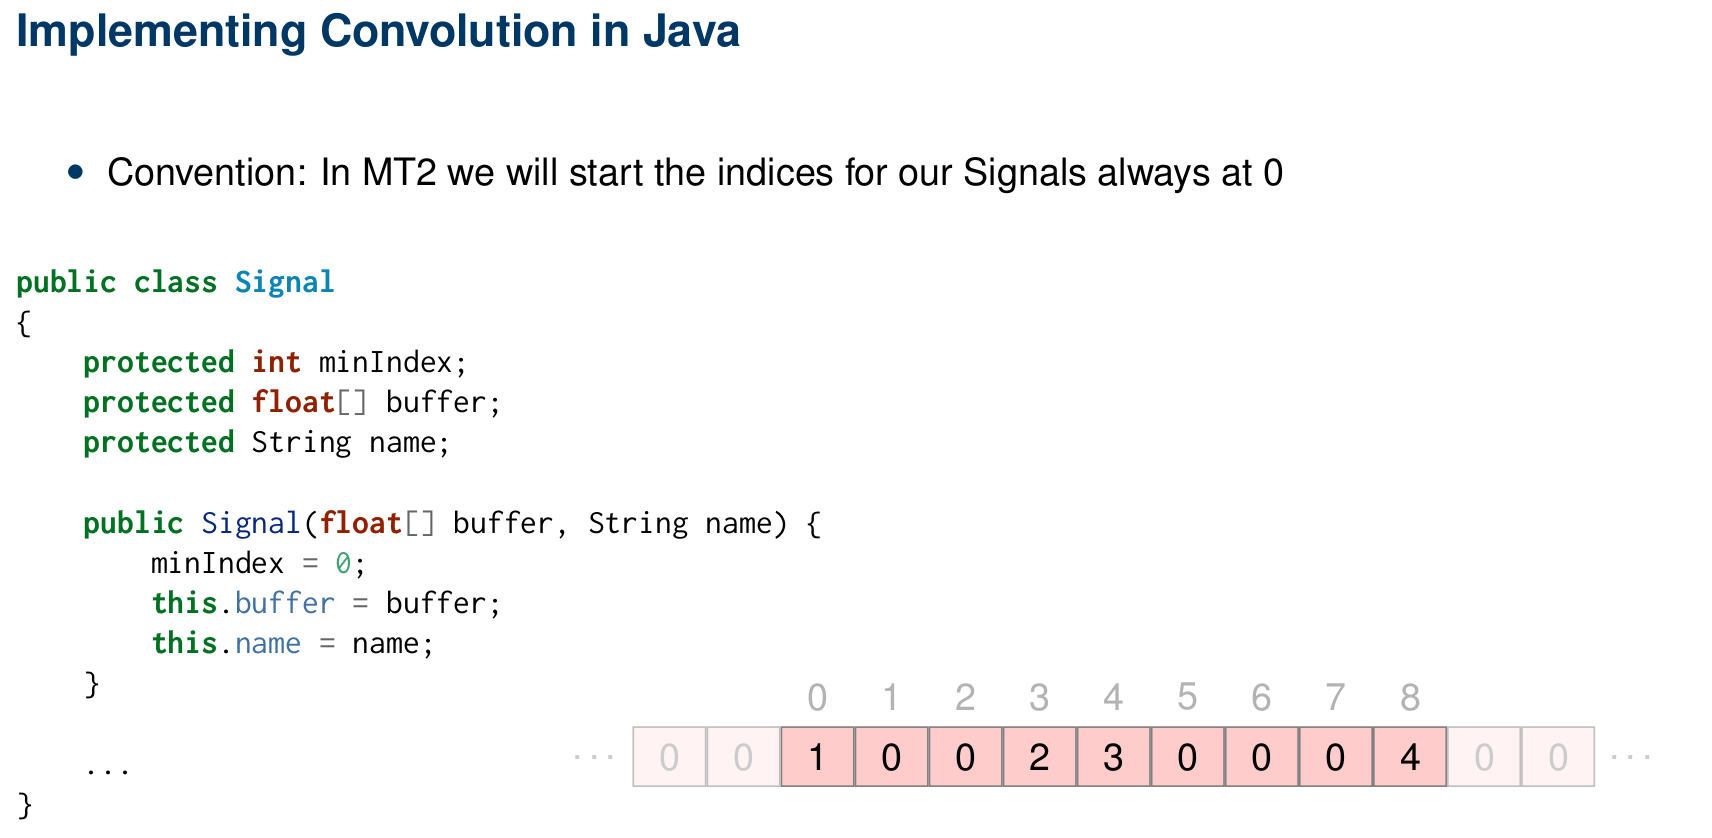 Implementing Convolution in Java
• Convention: In MT2 we will start the indices for our Signals always at 0
public class Signal
{
    protected int minIndex;
    protected float[] buffer;
    protected String name;
    public Signal(float[] buffer, String name) {
        minIndex = 0;
        this.buffer = buffer;
        this.name = name;
    }
    ...
}
0 1 2 3 4 5 6 7 8
... 0 0 1 0 0 2 3 0 0 0 4 0 0 ...